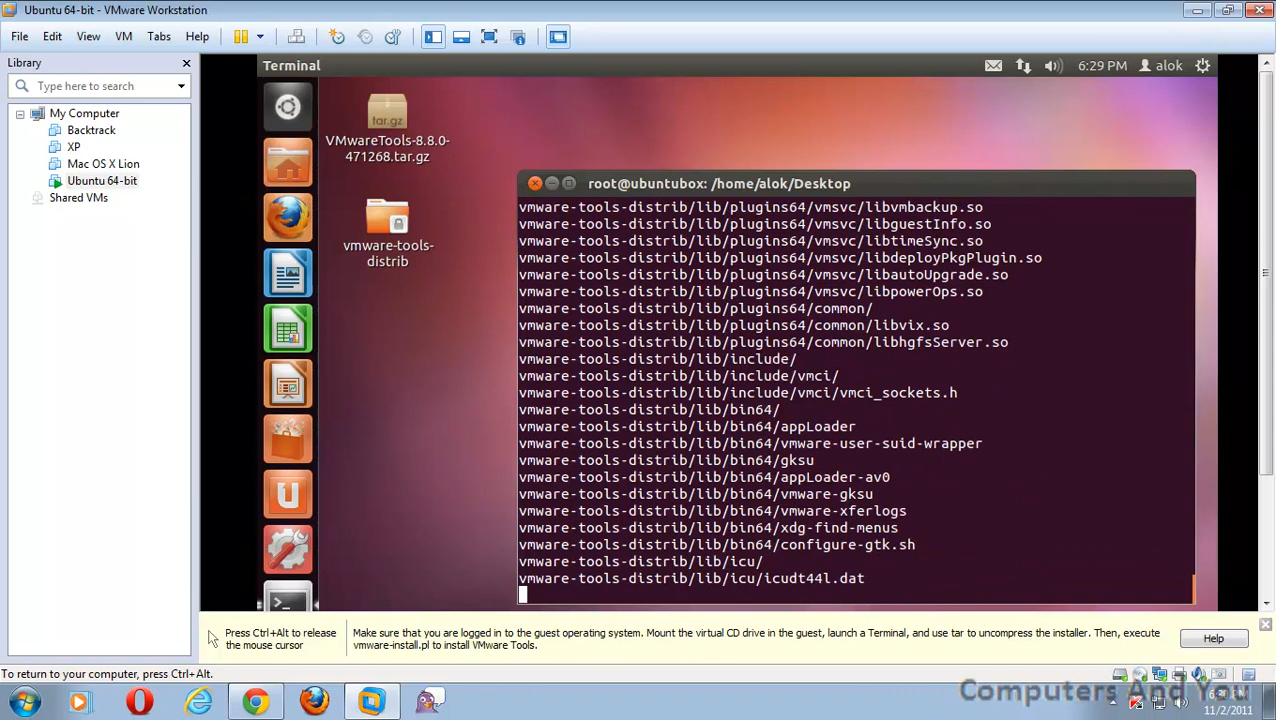 Ubuntu 64-bit - VMware Workstation
File Edit View VM Tabs Help
Library
Type here to search
My Computer
Backtrack
XP
Mac OS X Lion
Ubuntu 64-bit
Shared VMs
Terminal
6:29 PM
alok
tar.gz
VMwareTools-8.8.0-
471268.tar.gz
vmware-tools-
distrib
root@ubuntubox: /home/alok/Desktop
vmware-tools-distrib/lib/plugins64/vmsvc/libvmbackup.so
vmware-tools-distrib/lib/plugins64/vmsvc/libguestInfo.so
vmware-tools-distrib/lib/plugins64/vmsvc/libtimeSync.so
vmware-tools-distrib/lib/plugins64/vmsvc/libdeployPkgPlugin.so
vmware-tools-distrib/lib/plugins64/vmsvc/libautoUpgrade.so
vmware-tools-distrib/lib/plugins64/vmsvc/libpowerOps.so
vmware-tools-distrib/lib/plugins64/common/
vmware-tools-distrib/lib/plugins64/common/libvix.so
vmware-tools-distrib/lib/plugins64/common/libhgfsServer.so
vmware-tools-distrib/lib/include/
vmware-tools-distrib/lib/include/vmci/
vmware-tools-distrib/lib/include/vmci/vmci_sockets.h
vmware-tools-distrib/lib/bin64/
vmware-tools-distrib/lib/bin64/appLoader
vmware-tools-distrib/lib/bin64/vmware-user-suid-wrapper
vmware-tools-distrib/lib/bin64/gksu
vmware-tools-distrib/lib/bin64/appLoader-av0
vmware-tools-distrib/lib/bin64/vmware-gksu
vmware-tools-distrib/lib/bin64/vmware-xferlogs
vmware-tools-distrib/lib/bin64/xdg-find-menus
vmware-tools-distrib/lib/bin64/configure-gtk.sh
vmware-tools-distrib/lib/icu/
vmware-tools-distrib/lib/icu/icudt44l.dat
Press Ctrl+Alt to release
the mouse cursor
Make sure that you are logged in to the guest operating system. Mount the virtual CD drive in the guest, launch a Terminal, and use tar to uncompress the installer. Then, execute
vmware-install.pl to install VMware Tools.
Help
To return to your computer, press Ctrl+Alt.
Computers And You
11/2/2011